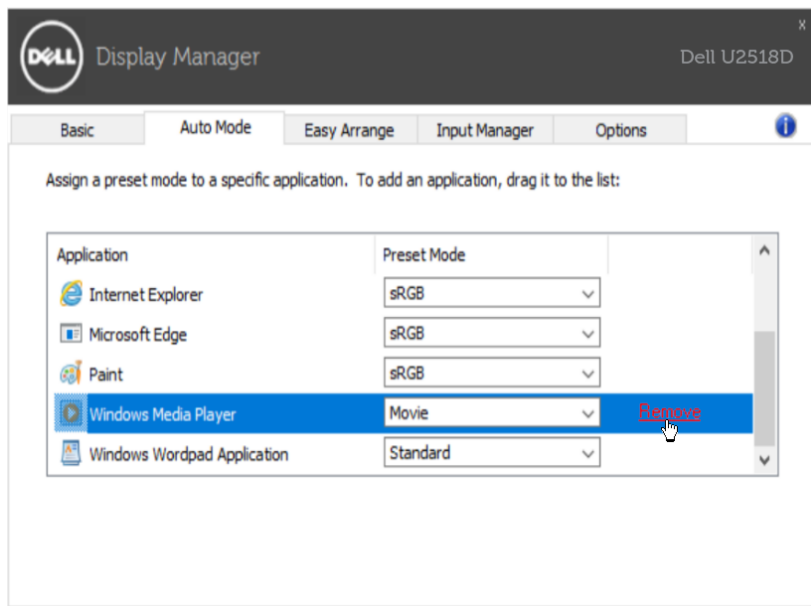 x
DELL Display Manager Dell U2518D
Basic Auto Mode Easy Arrange Input Manager Options i
Assign a preset mode to a specific application. To add an application, drag it to the list:
Application Preset Mode
Internet Explorer sRGB
Microsoft Edge sRGB
Paint sRGB
Windows Media Player Movie Remove
Windows Wordpad Application Standard